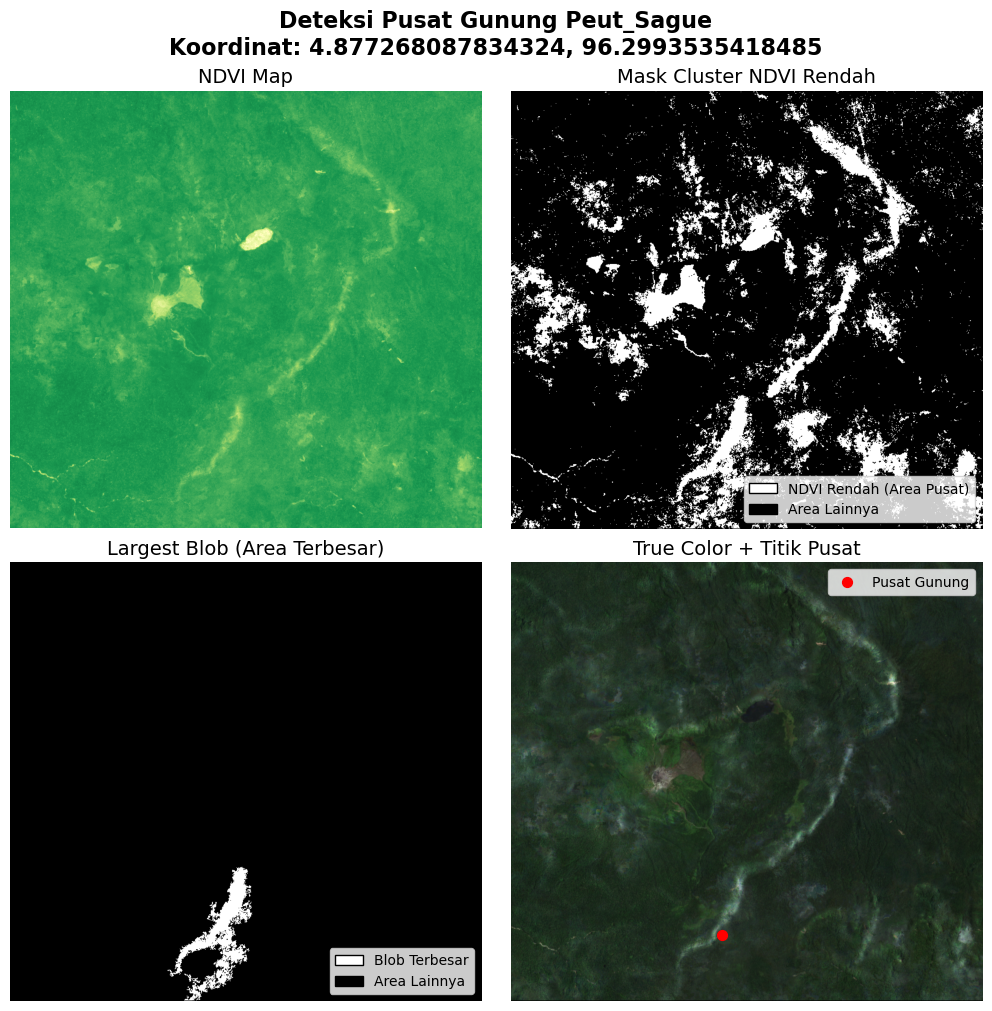 Deteksi Pusat Gunung Peut_Sague
Koordinat: 4.877268087834324, 96.2993535418485
NDVI Map
Mask Cluster NDVI Rendah
NDVI Rendah (Area Pusat)
Area Lainnya
Largest Blob (Area Terbesar)
True Color + Titik Pusat
Pusat Gunung
Blob Terbesar
Area Lainnya